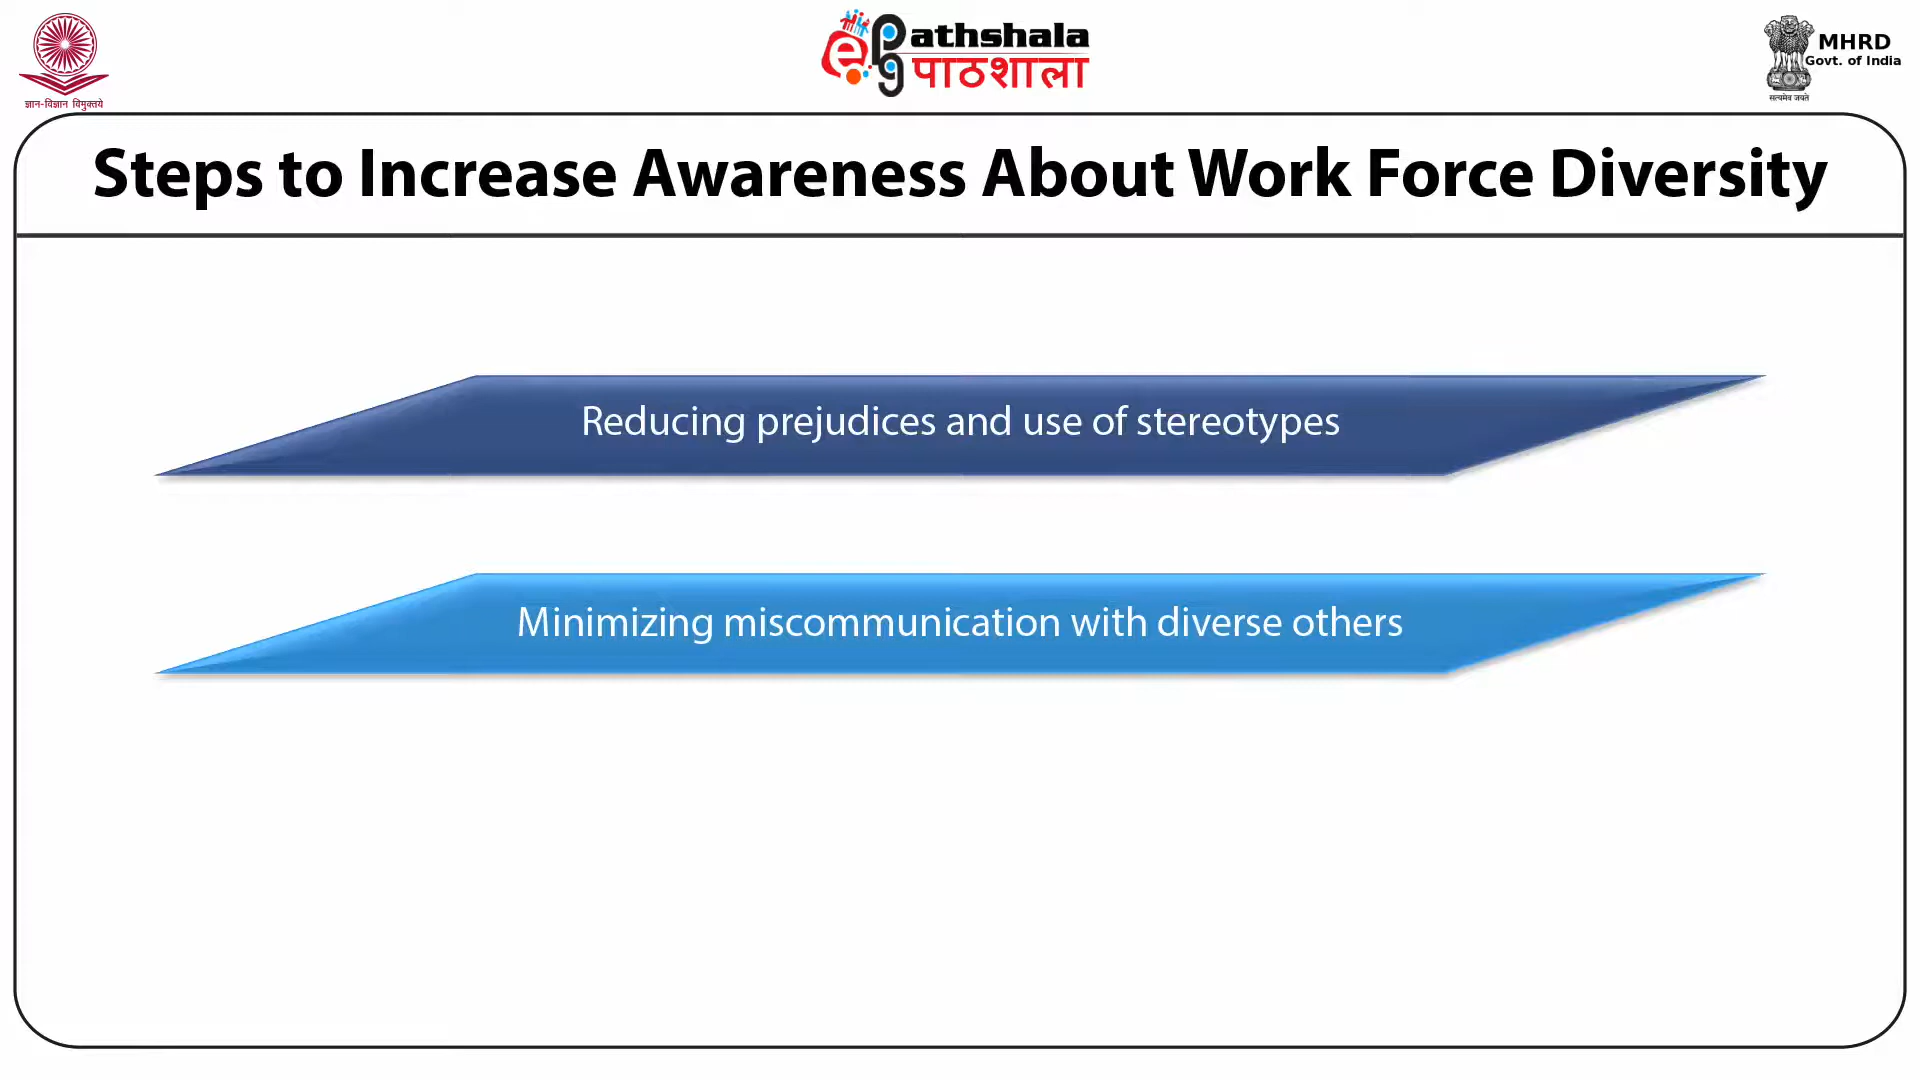 ज्ञान-विज्ञान विमुक्तये
e PG athshala
पाठशाला
MHRD
Govt. of India
सत्यमेव जयते
Steps to Increase Awareness About Work Force Diversity
Reducing prejudices and use of stereotypes
Minimizing miscommunication with diverse others